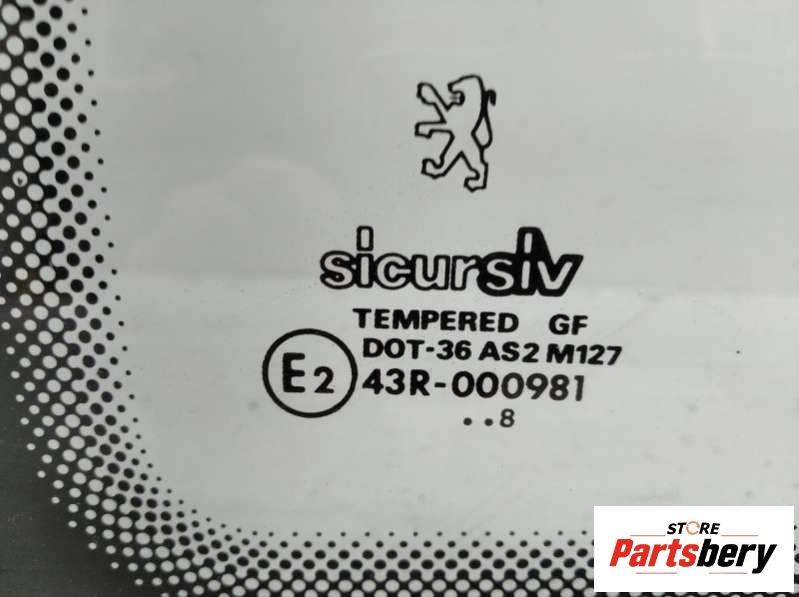 sicursiv
TEMPERED GF
DOT-36 AS2 M127
E2 43R-000981
..8
STORE
Partsbery